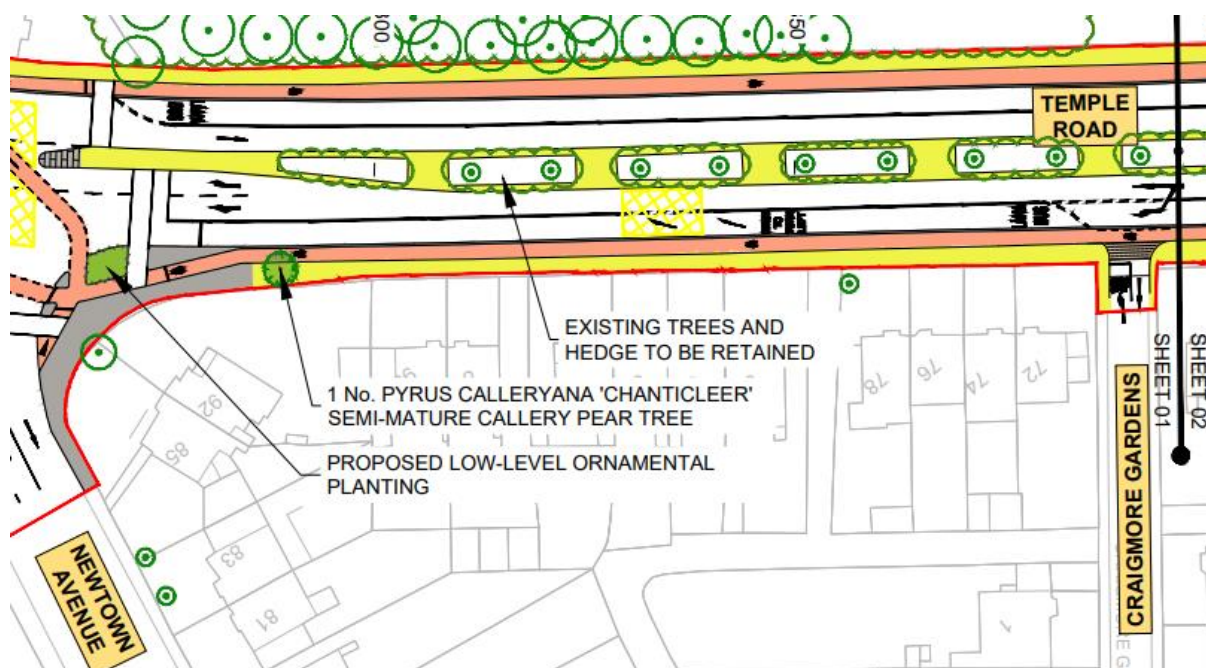 TEMPLE
ROAD
EXISTING TREES AND
HEDGE TO BE RETAINED
1 No. PYRUS CALLERYANA 'CHANTICLEER'
SEMI-MATURE CALLERY PEAR TREE
PROPOSED LOW-LEVEL ORNAMENTAL
PLANTING
NEWTOWN
AVENUE
CRAIGMORE GARDENS
SHEET 01
SHEET 02
92
85
83
81
78
76
74
72
1